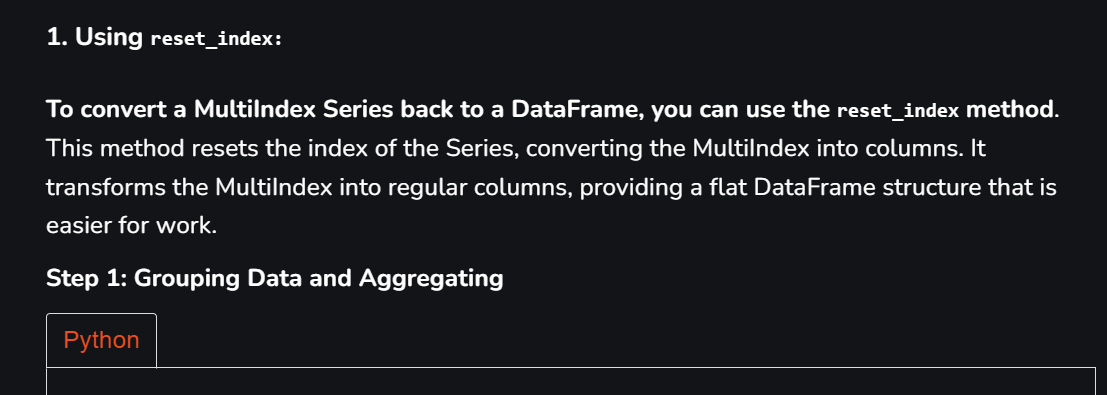 1. Using reset_index:
To convert a MultiIndex Series back to a DataFrame, you can use the reset_index method.
This method resets the index of the Series, converting the MultiIndex into columns. It
transforms the MultiIndex into regular columns, providing a flat DataFrame structure that is
easier for work.
Step 1: Grouping Data and Aggregating
Python